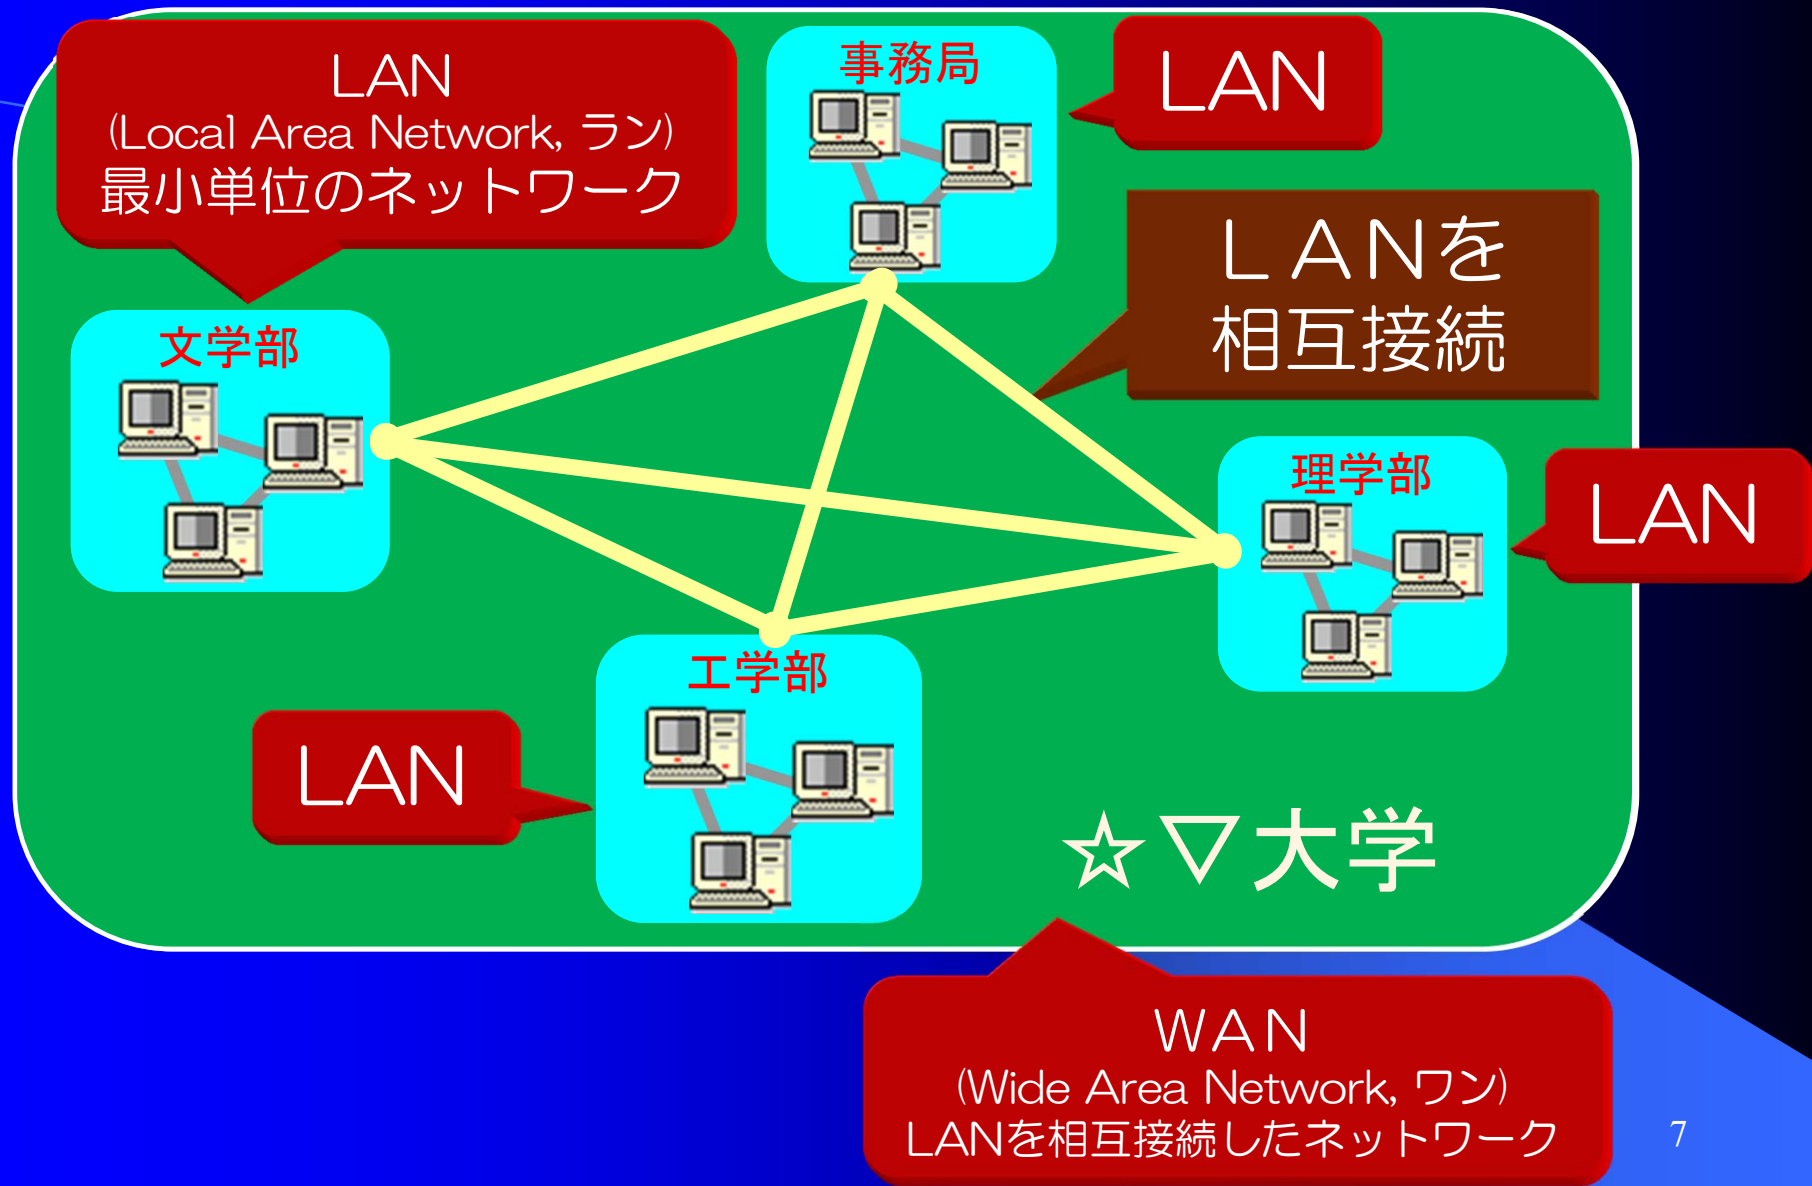 LAN
(Local Area Network, ラン)
最小単位のネットワーク
事務局
LAN
LANを
相互接続
文学部
理学部
LAN
工学部
LAN
☆▽大学
WAN
(Wide Area Network, ワン)
LANを相互接続したネットワーク
7